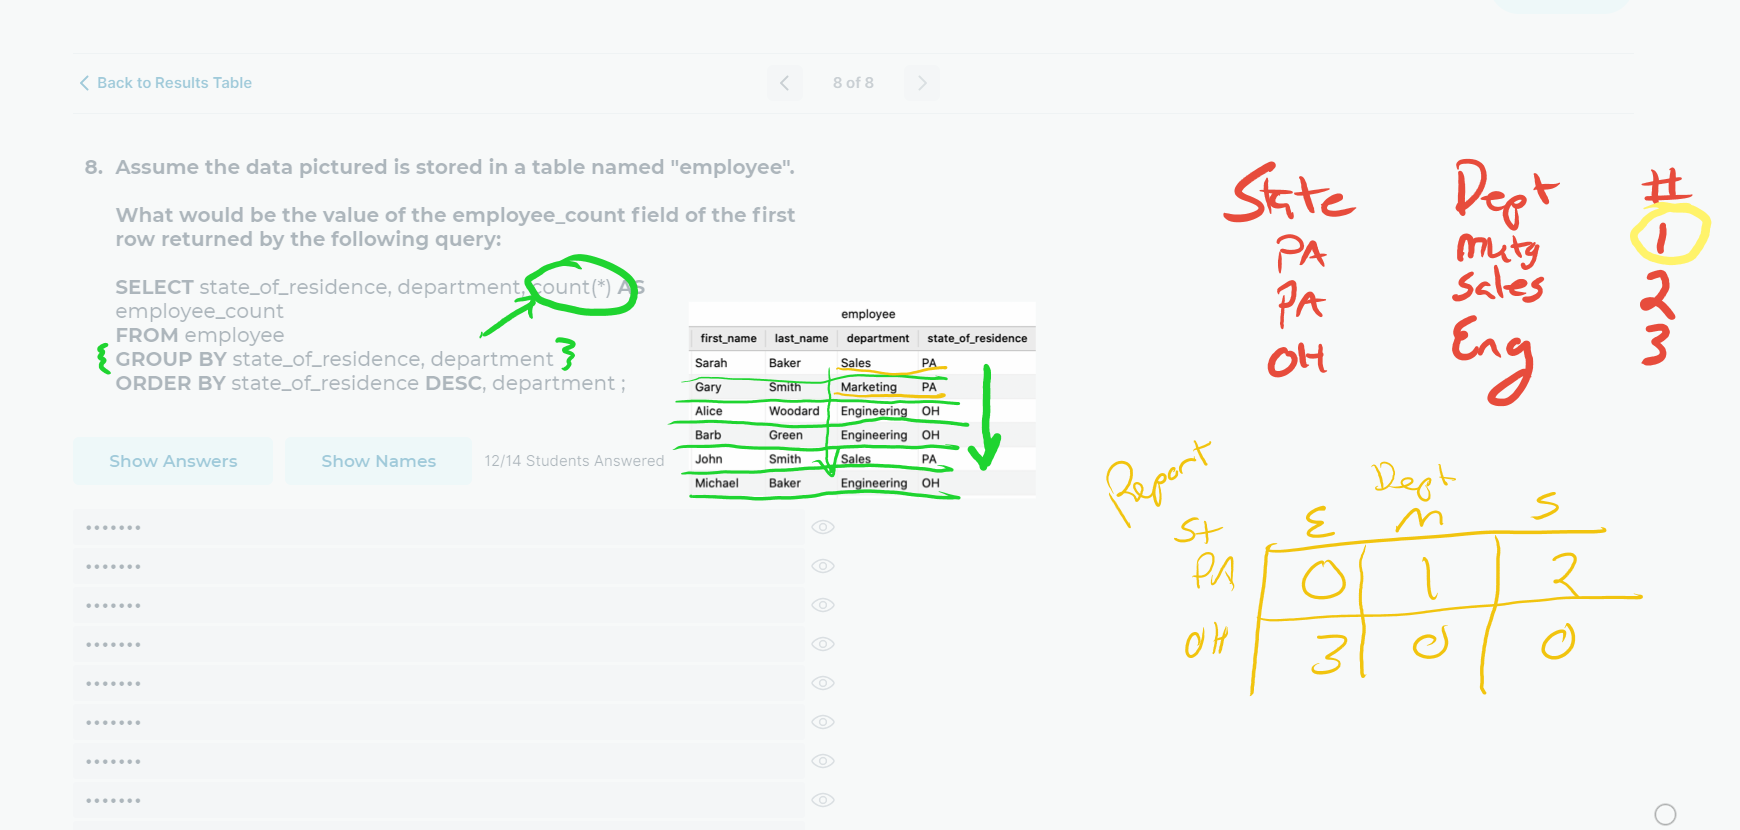 Back to Results Table
8 of 8
8. Assume the data pictured is stored in a table named "employee".
What would be the value of the employee_count field of the first
row returned by the following query:
SELECT state_of_residence, department, count(*) AS
employee_count
FROM employee
{ GROUP BY state_of_residence, department }
ORDER BY state_of_residence DESC, department ;
Show Answers
Show Names
12/14 Students Answered
•••••••
•••••••
•••••••
•••••••
•••••••
•••••••
•••••••
•••••••
employee
first_name last_name department state_of_residence
Sarah Baker Sales PA
Gary Smith Marketing PA
Alice Woodard Engineering OH
Barb Green Engineering OH
John Smith Sales PA
Michael Baker Engineering OH
State Dept #
PA mktg 1
PA sales 2
OH Eng 3
Report
Dept
St E M S
PA 0 1 2
OH 3 0 0